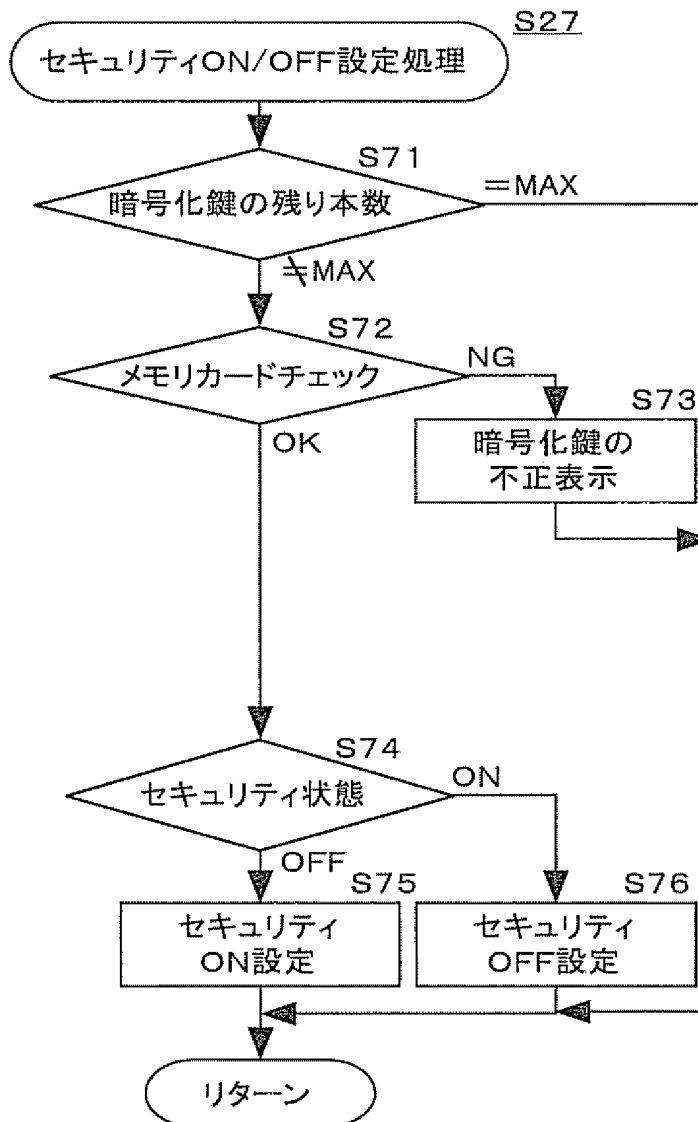 S27
セキュリティON/OFF設定処理
S71
暗号化鍵の残り本数
=MAX
≠MAX
S72
メモリカードチェック
NG
OK
S73
暗号化鍵の
不正表示
S74
セキュリティ状態
ON
OFF
S75
セキュリティ
ON設定
S76
セキュリティ
OFF設定
リターン